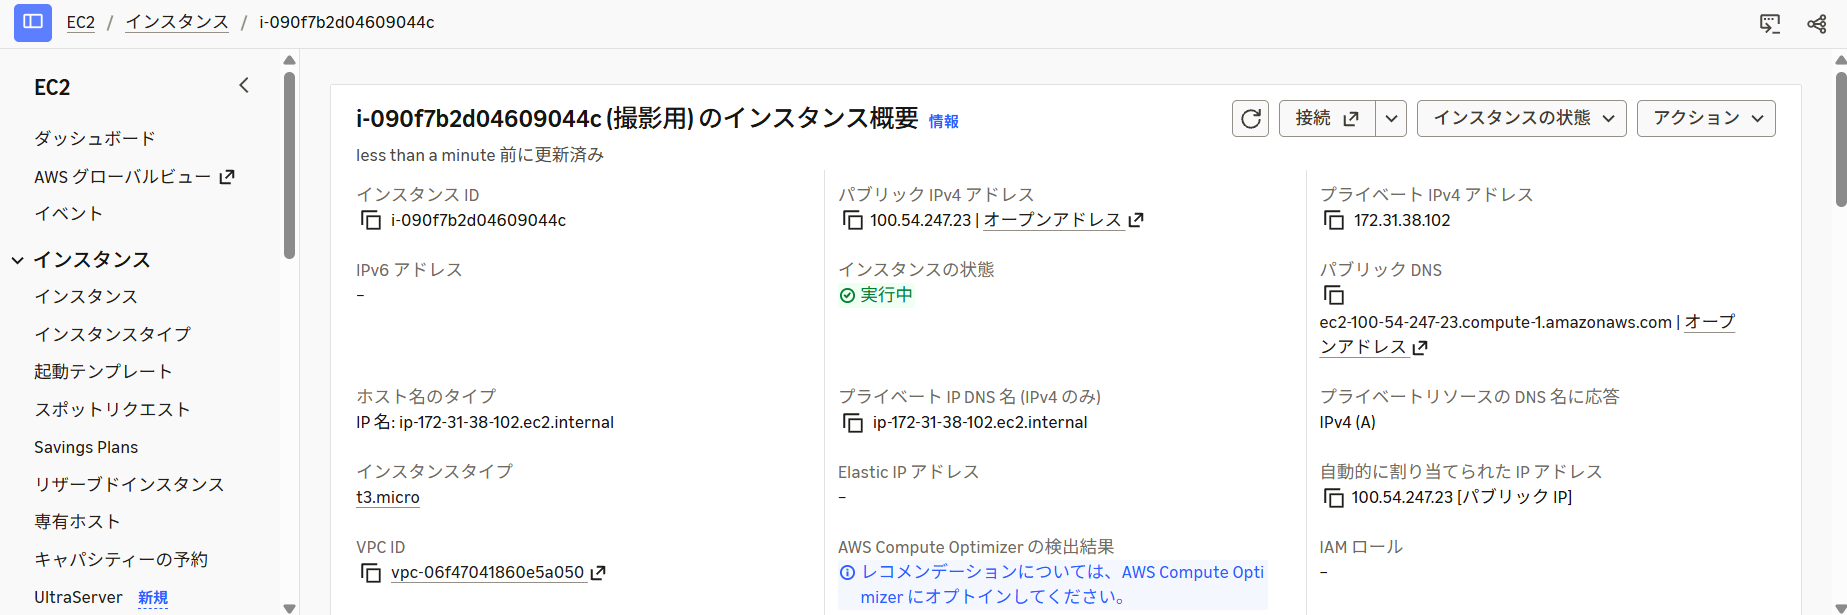 EC2 / インスタンス / i-090f7b2d04609044c
EC2
ダッシュボード
AWS グローバルビュー
イベント
インスタンス
インスタンス
インスタンスタイプ
起動テンプレート
スポットリクエスト
Savings Plans
リザーブドインスタンス
専有ホスト
キャパシティーの予約
UltraServer 新規
i-090f7b2d04609044c (撮影用) のインスタンス概要 情報
less than a minute 前に更新済み
接続
インスタンスの状態
アクション
インスタンス ID
i-090f7b2d04609044c
パブリック IPv4 アドレス
100.54.247.23 | オープンアドレス
プライベート IPv4 アドレス
172.31.38.102
IPv6 アドレス
–
インスタンスの状態
実行中
パブリック DNS
ec2-100-54-247-23.compute-1.amazonaws.com | オープ
ンアドレス
ホスト名のタイプ
IP 名: ip-172-31-38-102.ec2.internal
プライベート IP DNS 名 (IPv4 のみ)
ip-172-31-38-102.ec2.internal
プライベートリソースの DNS 名に応答
IPv4 (A)
インスタンスタイプ
t3.micro
Elastic IP アドレス
–
自動的に割り当てられた IP アドレス
100.54.247.23 [パブリック IP]
VPC ID
vpc-06f47041860e5a050
AWS Compute Optimizer の検出結果
レコメンデーションについては、AWS Compute Opti
mizer にオプトインしてください。
IAM ロール
–